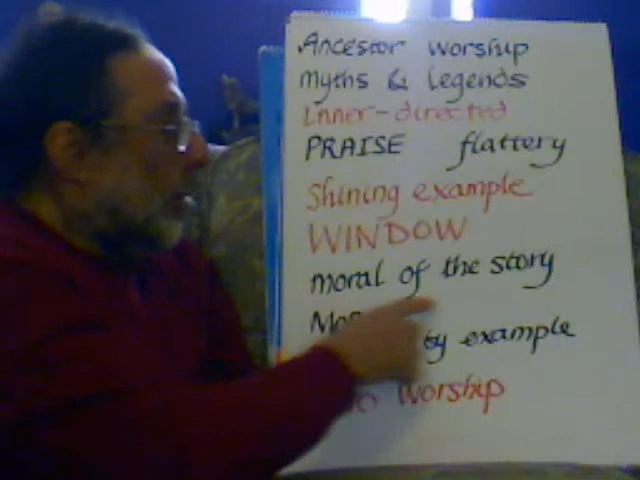 Ancestor worship
Myths & Legends
Inner-directed
PRAISE flattery
Shining example
WINDOW
moral of the story
by example
Worship